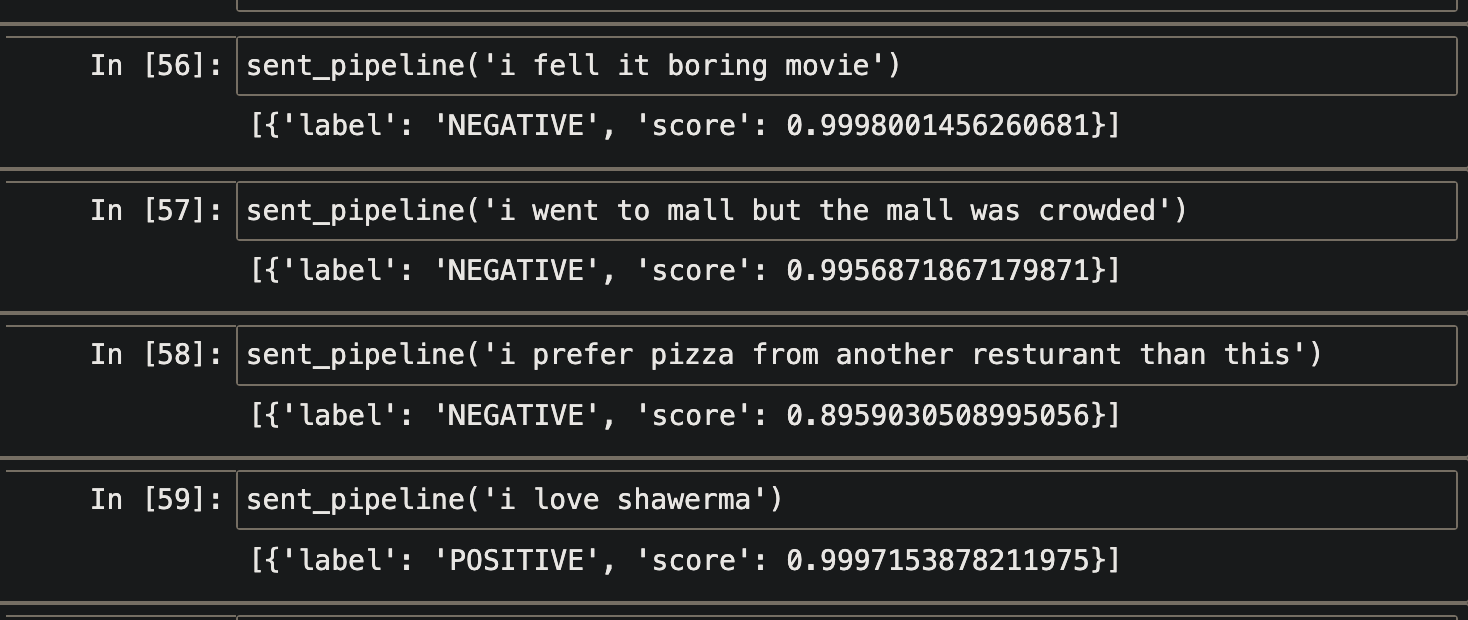 In [56]: sent_pipeline('i fell it boring movie')
[{'label': 'NEGATIVE', 'score': 0.9998001456260681}]
In [57]: sent_pipeline('i went to mall but the mall was crowded')
[{'label': 'NEGATIVE', 'score': 0.9956871867179871}]
In [58]: sent_pipeline('i prefer pizza from another resturant than this')
[{'label': 'NEGATIVE', 'score': 0.8959030508995056}]
In [59]: sent_pipeline('i love shawerma')
[{'label': 'POSITIVE', 'score': 0.9997153878211975}]